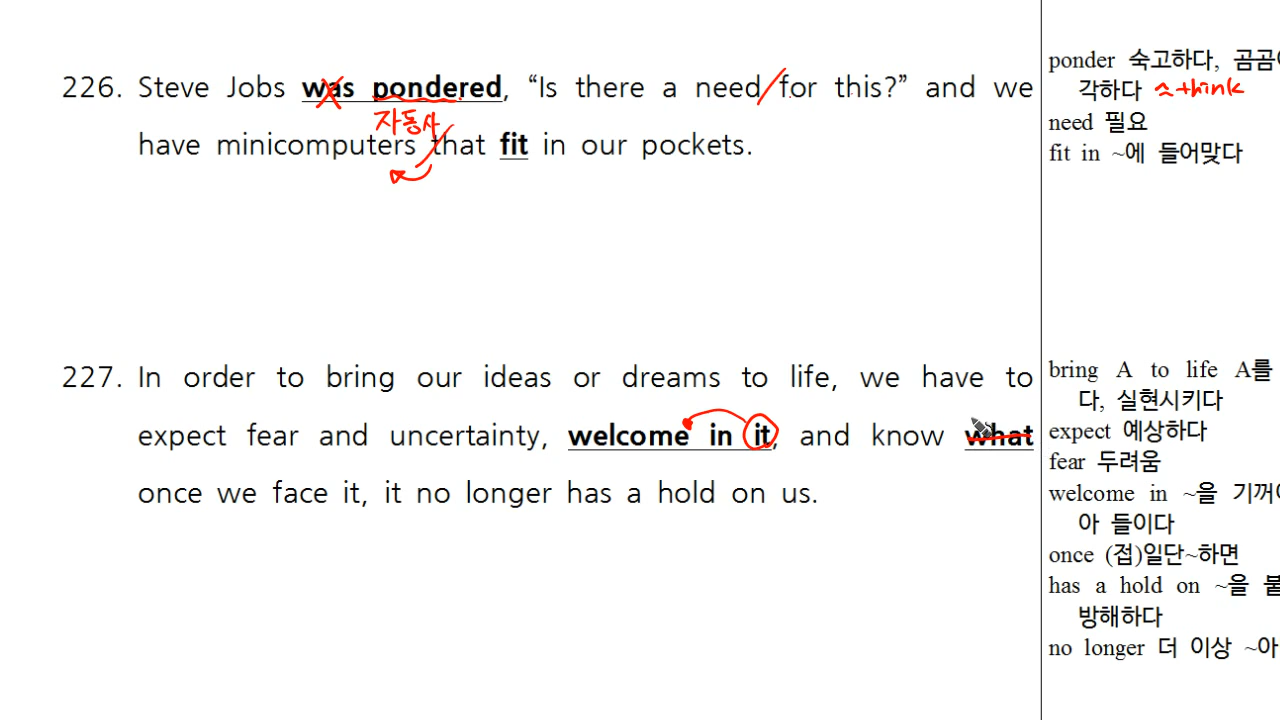 226. Steve Jobs was pondered, “Is there a need for this?” and we
자동사
have minicomputers that fit in our pockets.
ponder 숙고하다, 곰곰
각하다 ≒think
need 필요
fit in ~에 들어맞다
227. In order to bring our ideas or dreams to life, we have to
expect fear and uncertainty, welcome in it, and know what
once we face it, it no longer has a hold on us.
bring A to life A를
다, 실현시키다
expect 예상하다
fear 두려움
welcome in ~을 기꺼
아 들이다
once (접)일단~하면
has a hold on ~을 붙
방해하다
no longer 더 이상 ~아